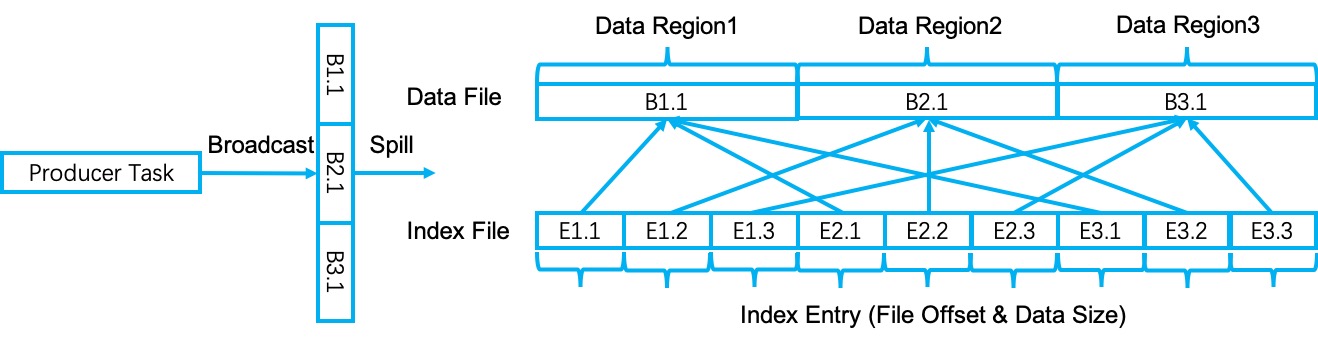 Producer Task
Broadcast
B1.1
B2.1
B3.1
Spill
Data Region1 Data Region2 Data Region3
Data File
B1.1 B2.1 B3.1
Index File
E1.1 E1.2 E1.3 E2.1 E2.2 E2.3 E3.1 E3.2 E3.3
Index Entry (File Offset & Data Size)